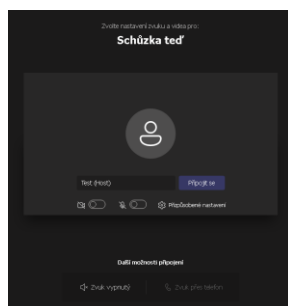 Zvolte nastavení zvuku a videa pro:
Schůzka teď
Test (Host)
Připojit se
Přizpůsobené nastavení
Další možnosti připojení
Zvuk vypnutý
Zvuk přes telefon